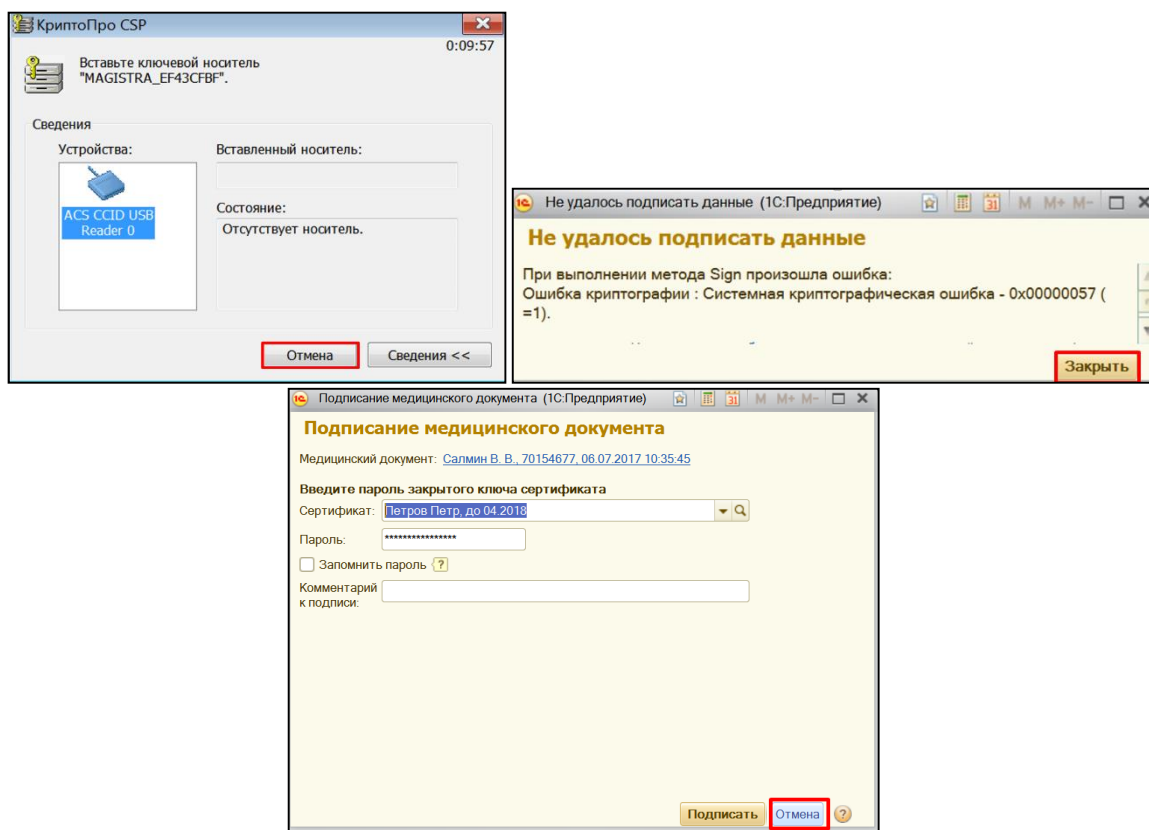 КриптоПро CSP
0:09:57
Вставьте ключевой носитель
"MAGISTRA_EF43CFBF".
Сведения
Устройства:
Вставленный носитель:
ACS CCID USB
Reader 0
Состояние:
Отсутствует носитель.
Отмена
Сведения <<
Не удалось подписать данные (1С:Предприятие)
31 M M+ M-
Не удалось подписать данные
При выполнении метода Sign произошла ошибка:
Ошибка криптографии : Системная криптографическая ошибка - 0x00000057 (
=1).
Закрыть
Подписание медицинского документа (1С:Предприятие)
31 M M+ M-
Подписание медицинского документа
Медицинский документ: Салмин В. В., 70154677, 06.07.2017 10:35:45
Введите пароль закрытого ключа сертификата
Сертификат: Петров Петр, до 04.2018
Пароль: ****************
Запомнить пароль ?
Комментарий
к подписи:
Подписать Отмена ?